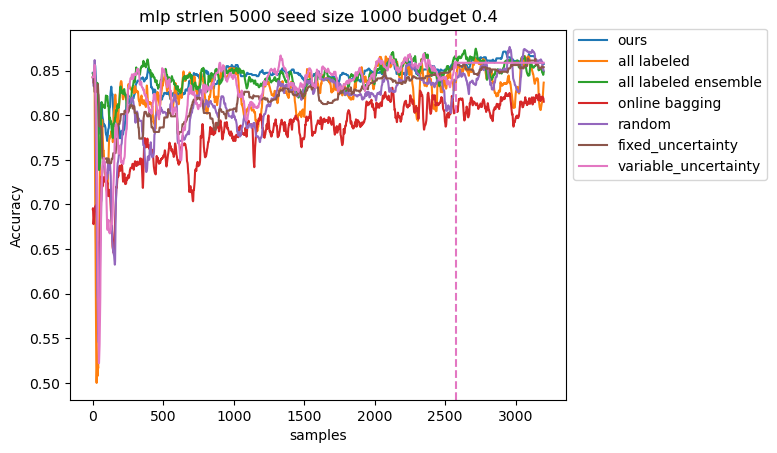 mlp strlen 5000 seed size 1000 budget 0.4
Accuracy
0.85
0.80
0.75
0.70
0.65
0.60
0.55
0.50
0
500
1000
1500
2000
2500
3000
samples
ours
all labeled
all labeled ensemble
online bagging
random
fixed_uncertainty
variable_uncertainty